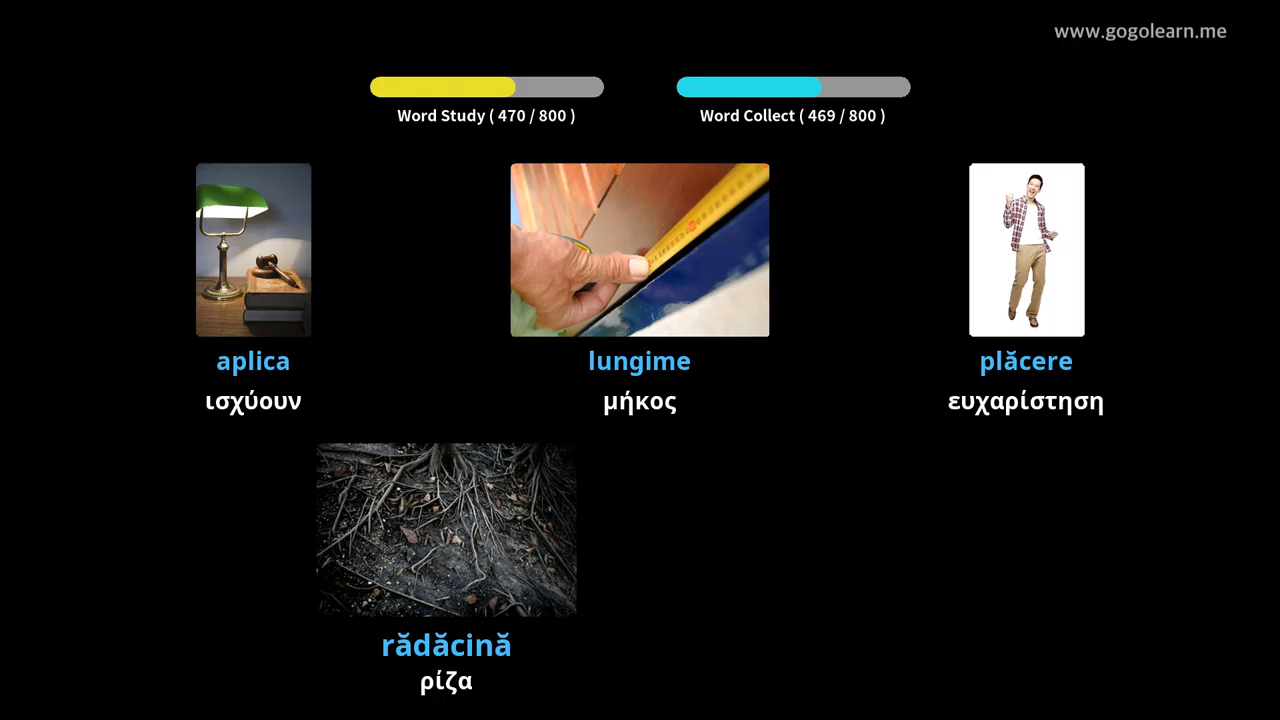 www.gogolearn.me
Word Study ( 470 / 800 )
Word Collect ( 469 / 800 )
aplica
ισχύουν
lungime
μήκος
plăcere
ευχαρίστηση
rădăcină
ρίζα